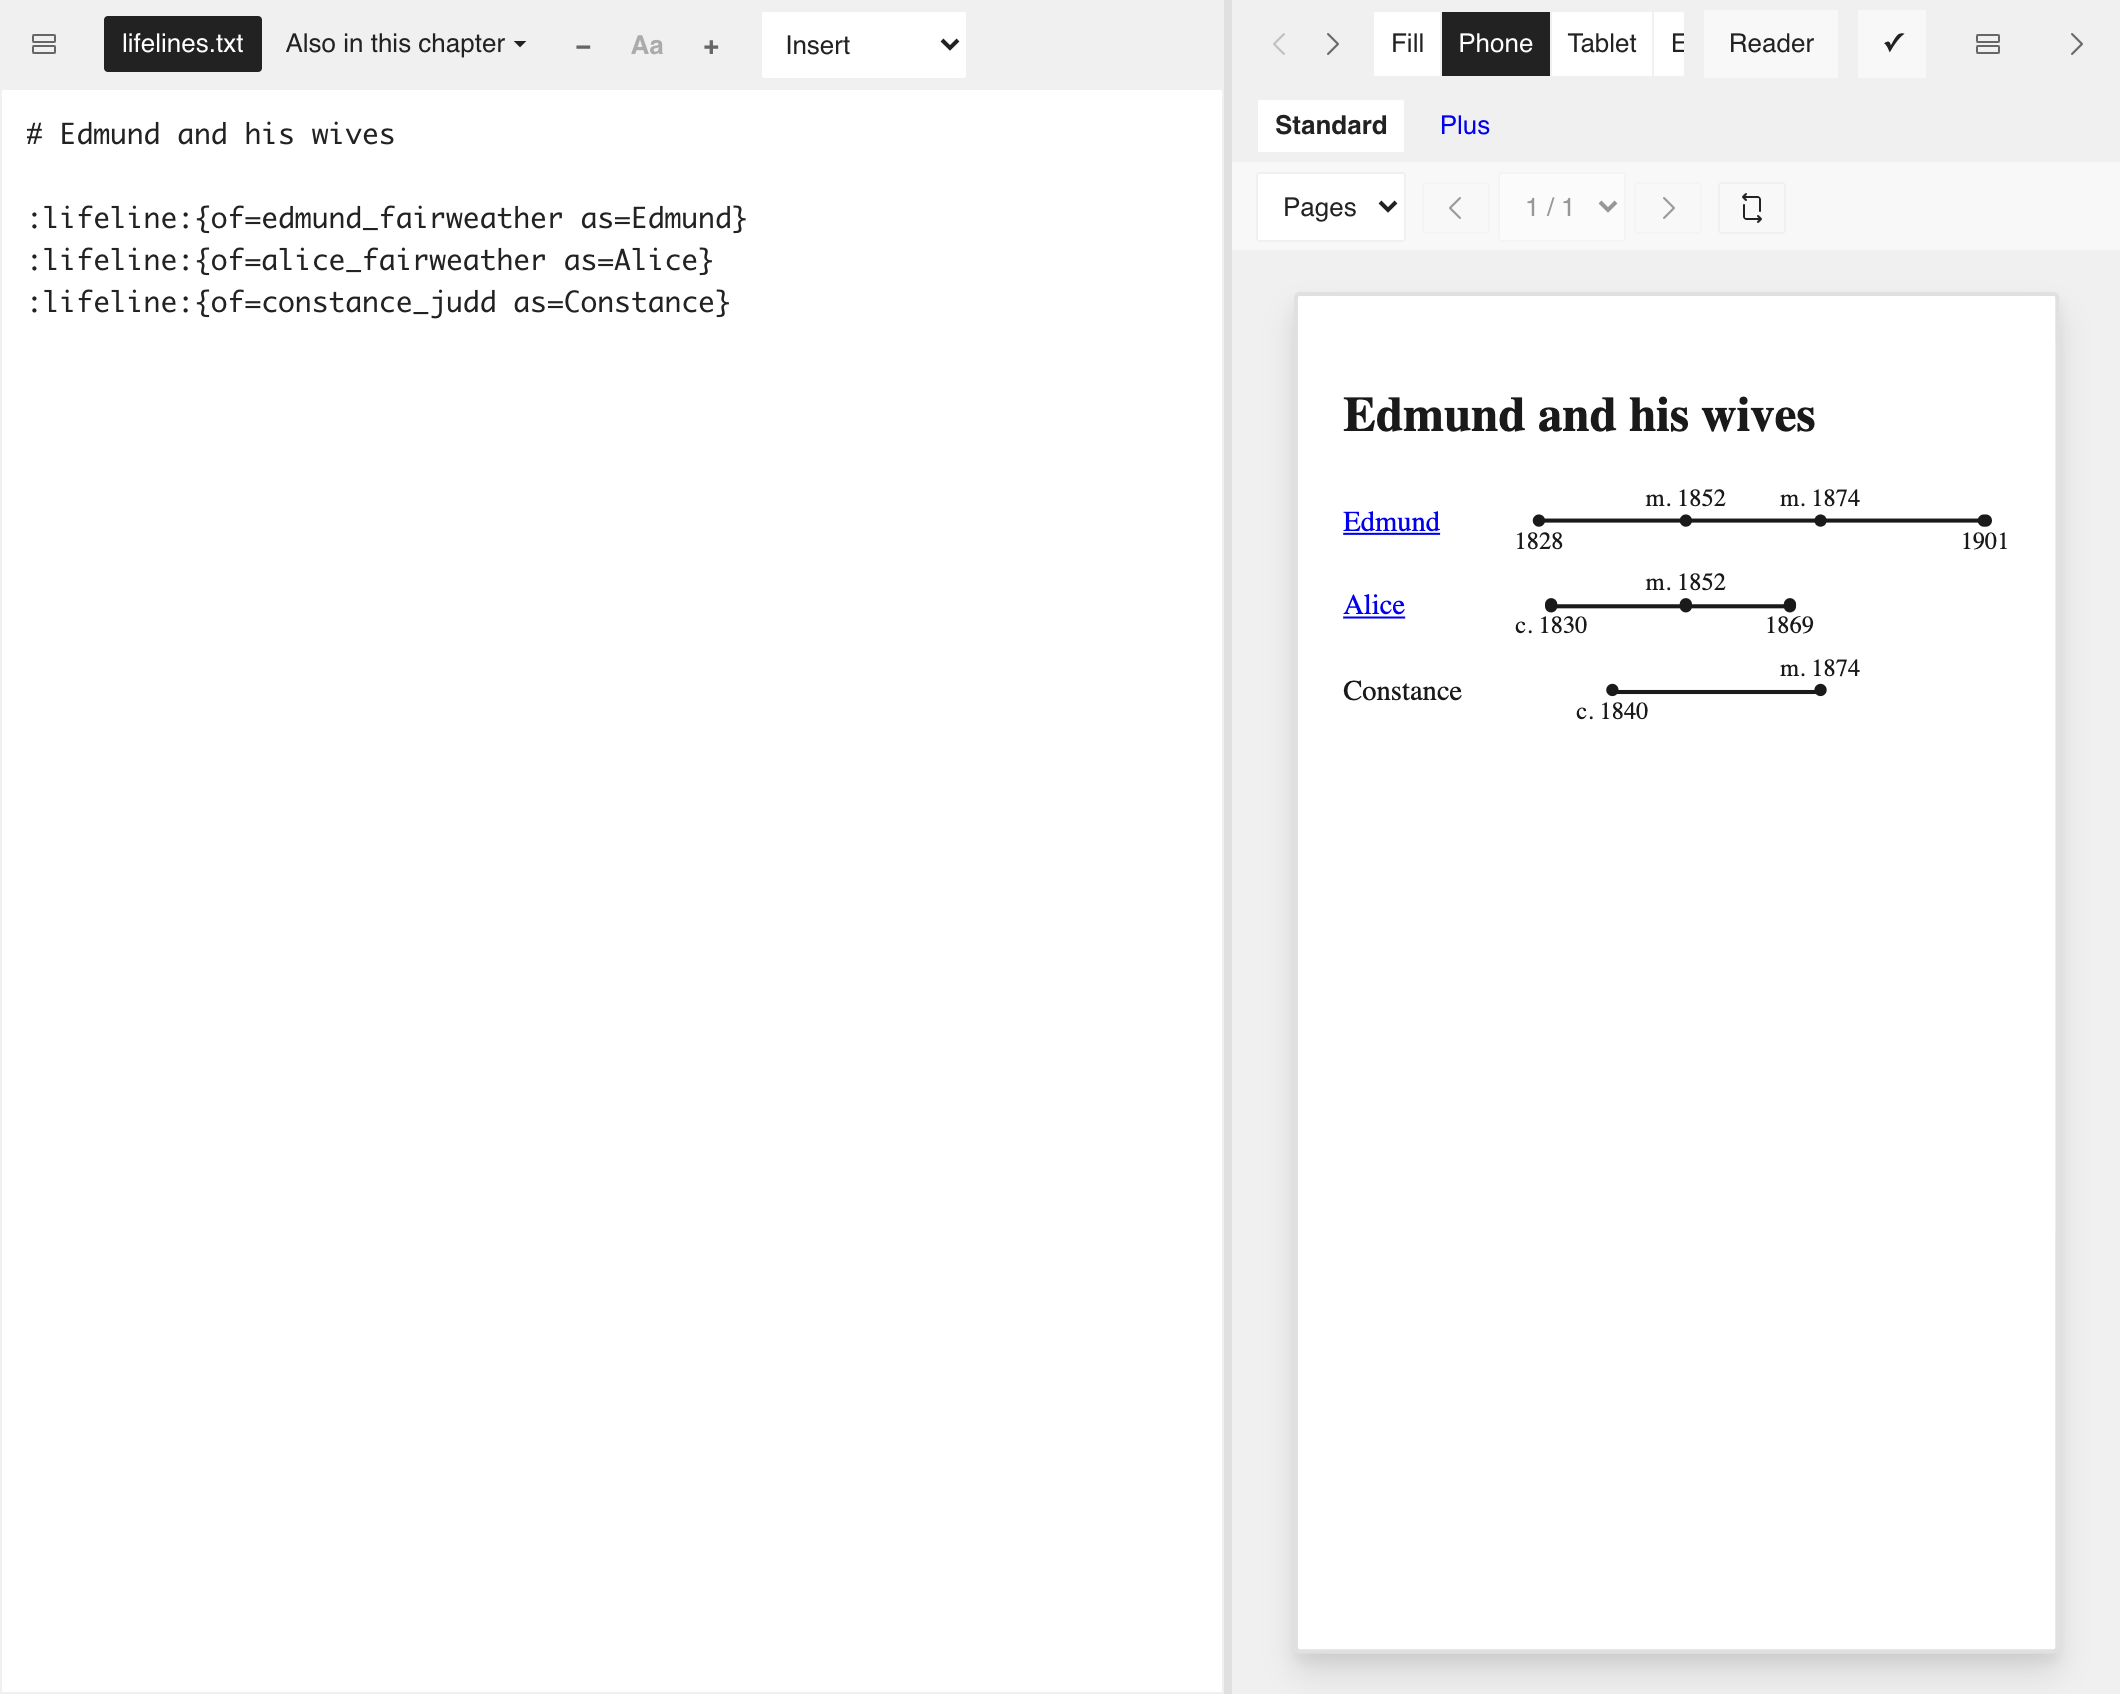 lifelines.txt Also in this chapter - Aa + Insert
# Edmund and his wives
:lifeline:{of=edmund_fairweather as=Edmund}
:lifeline:{of=alice_fairweather as=Alice}
:lifeline:{of=constance_judd as=Constance}
Fill Phone Tablet E Reader ✓
Standard Plus
Pages 1 / 1
Edmund and his wives
m. 1852 m. 1874
Edmund
1828 1901
m. 1852
Alice
c. 1830 1869
m. 1874
Constance
c. 1840